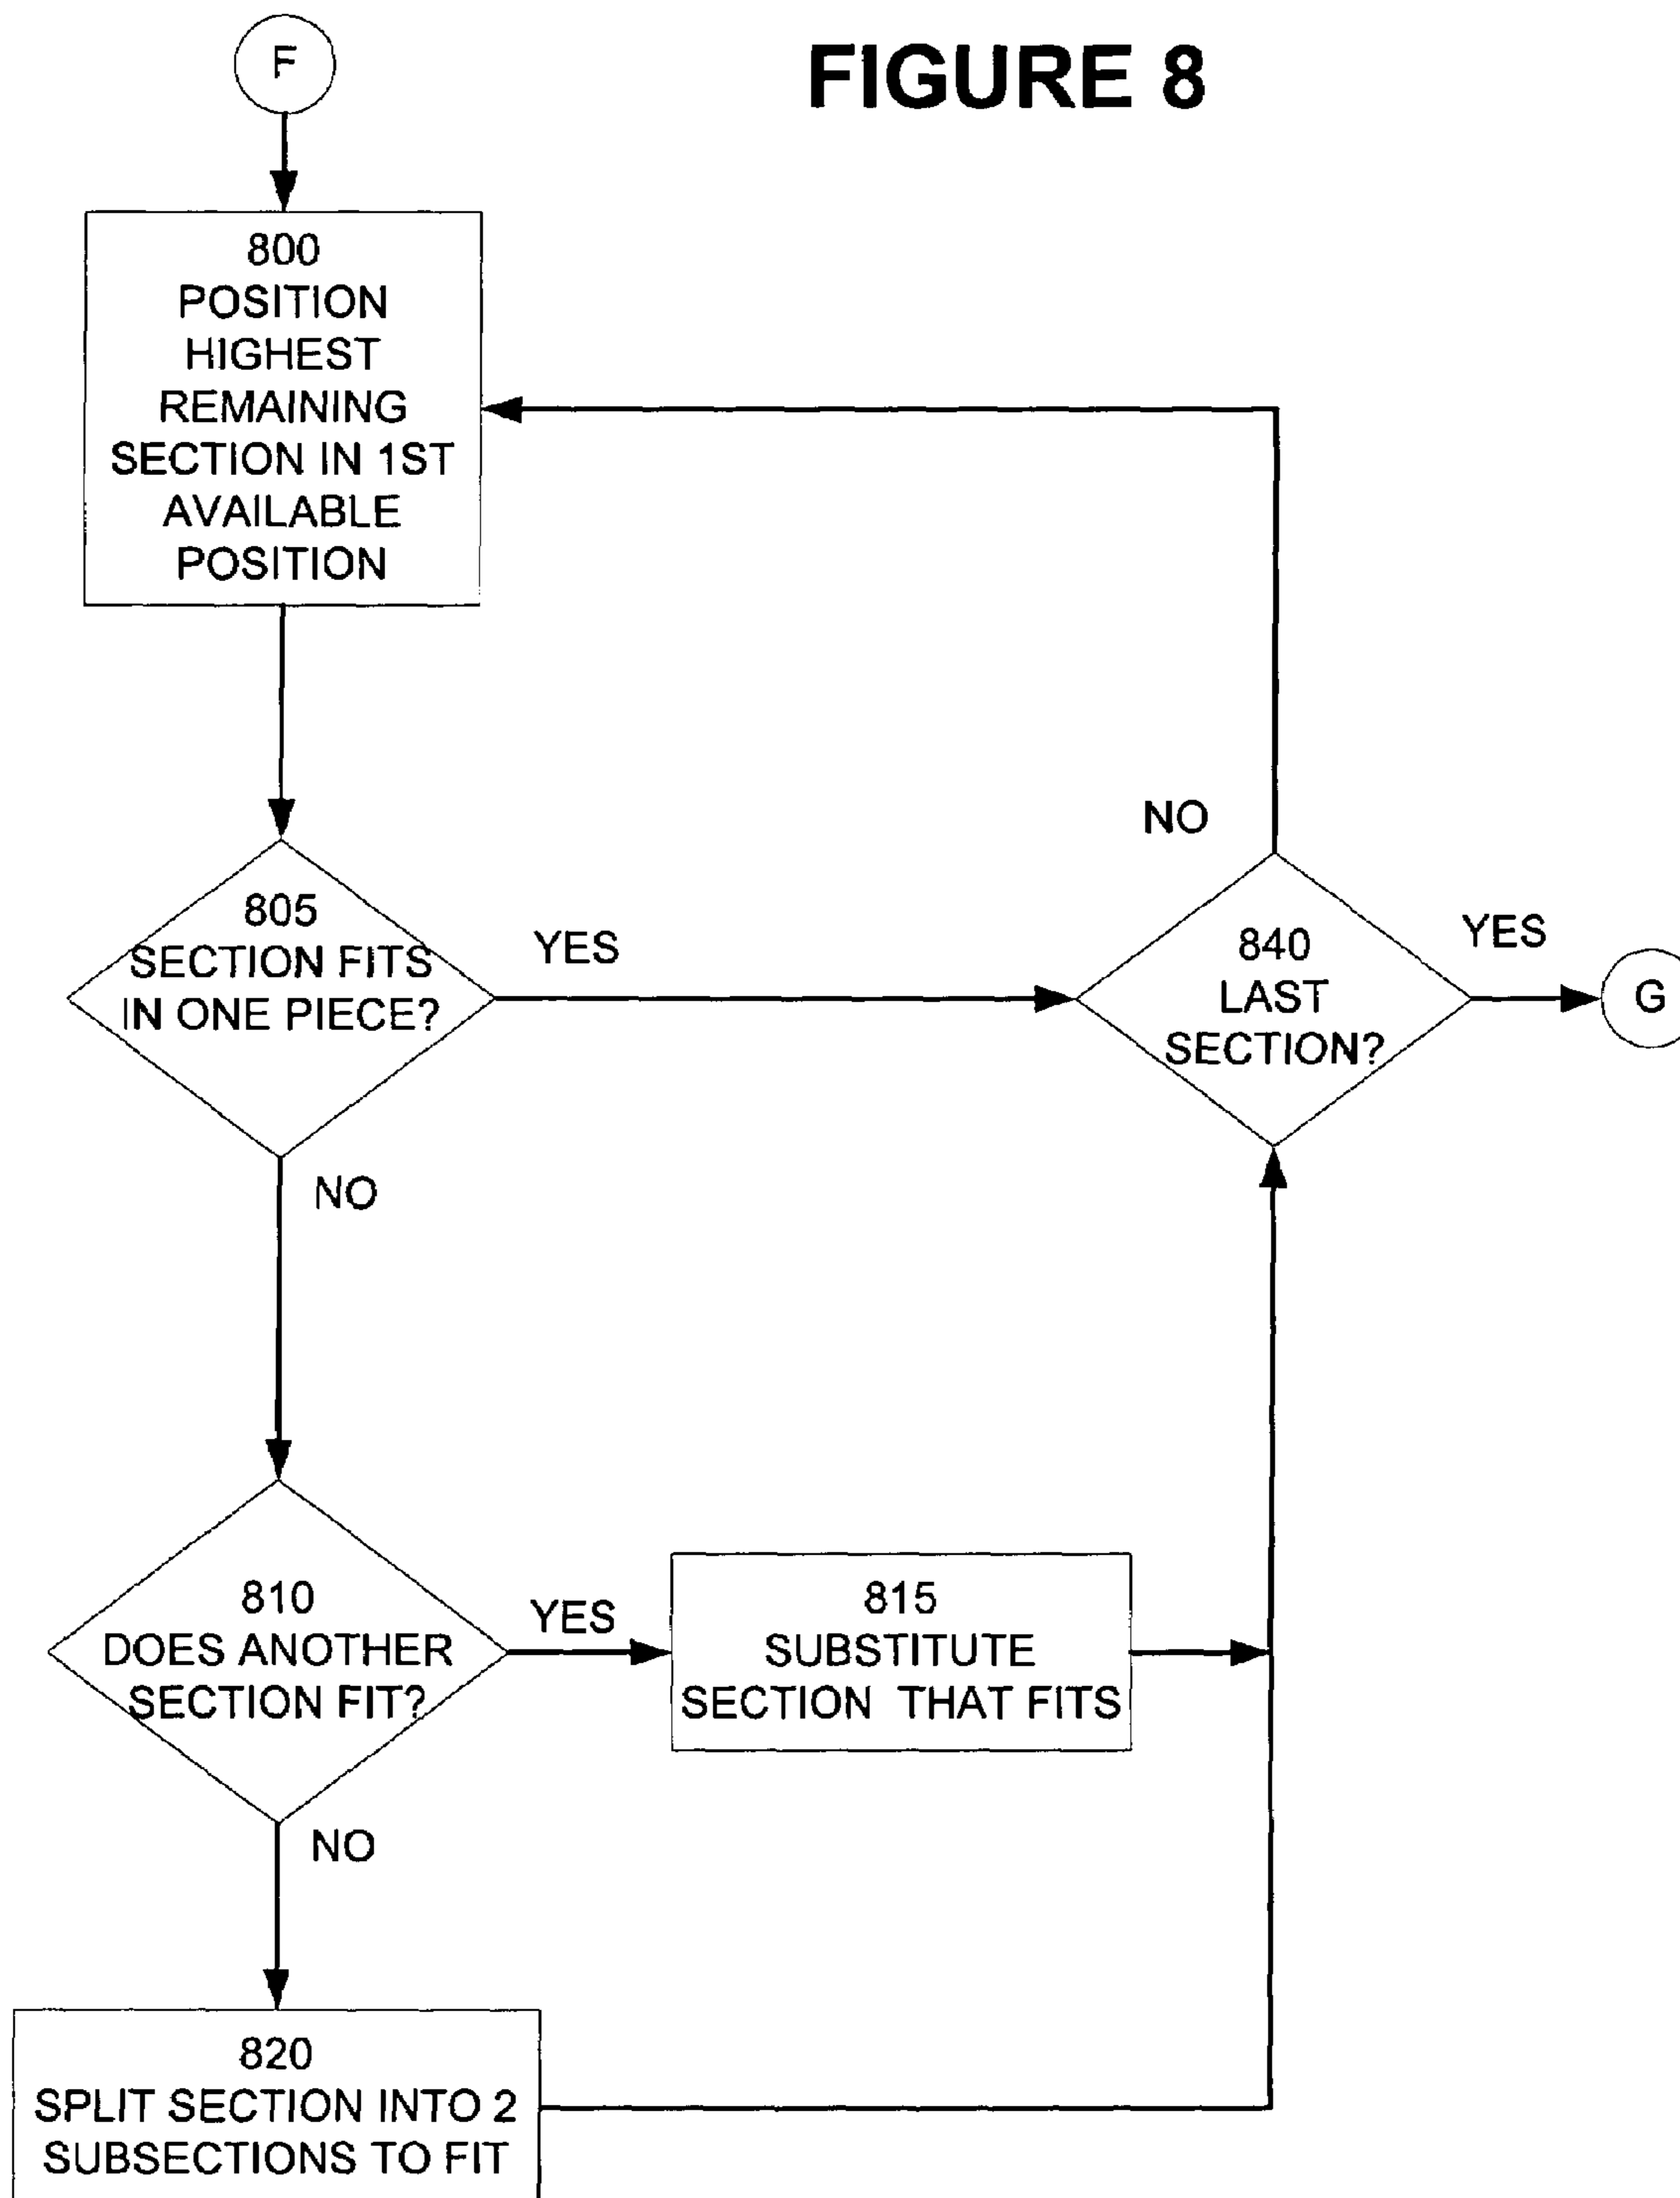 F
FIGURE 8
800
POSITION
HIGHEST
REMAINING
SECTION IN 1ST
AVAILABLE
POSITION
NO
805
SECTION FITS
IN ONE PIECE?
YES
840
LAST
SECTION?
YES
G
NO
810
DOES ANOTHER
SECTION FIT?
YES
815
SUBSTITUTE
SECTION THAT FITS
NO
820
SPLIT SECTION INTO 2
SUBSECTIONS TO FIT